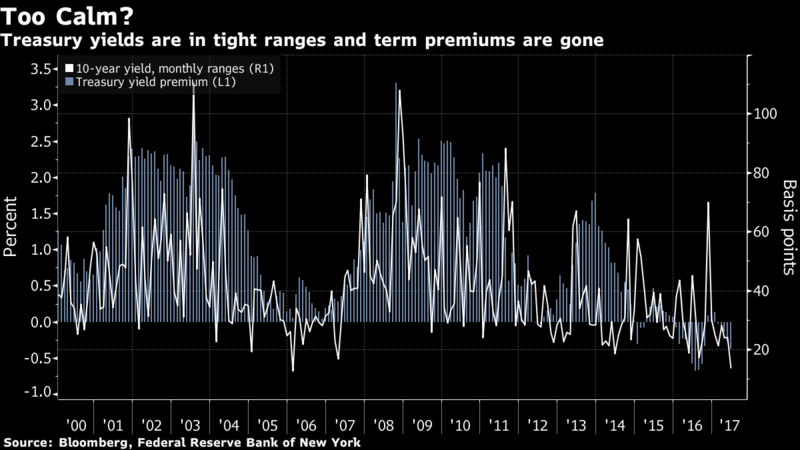 Too Calm?
Treasury yields are in tight ranges and term premiums are gone
10-year yield, monthly ranges (R1)
Treasury yield premium (L1)
3.5
3.0
2.5
2.0
1.5
1.0
0.5
0.0
-0.5
-1.0
Percent
100
80
60
40
20
Basis points
'00 '01 '02 '03 '04 '05 '06 '07 '08 '09 '10 '11 '12 '13 '14 '15 '16 '17
Source: Bloomberg, Federal Reserve Bank of New York